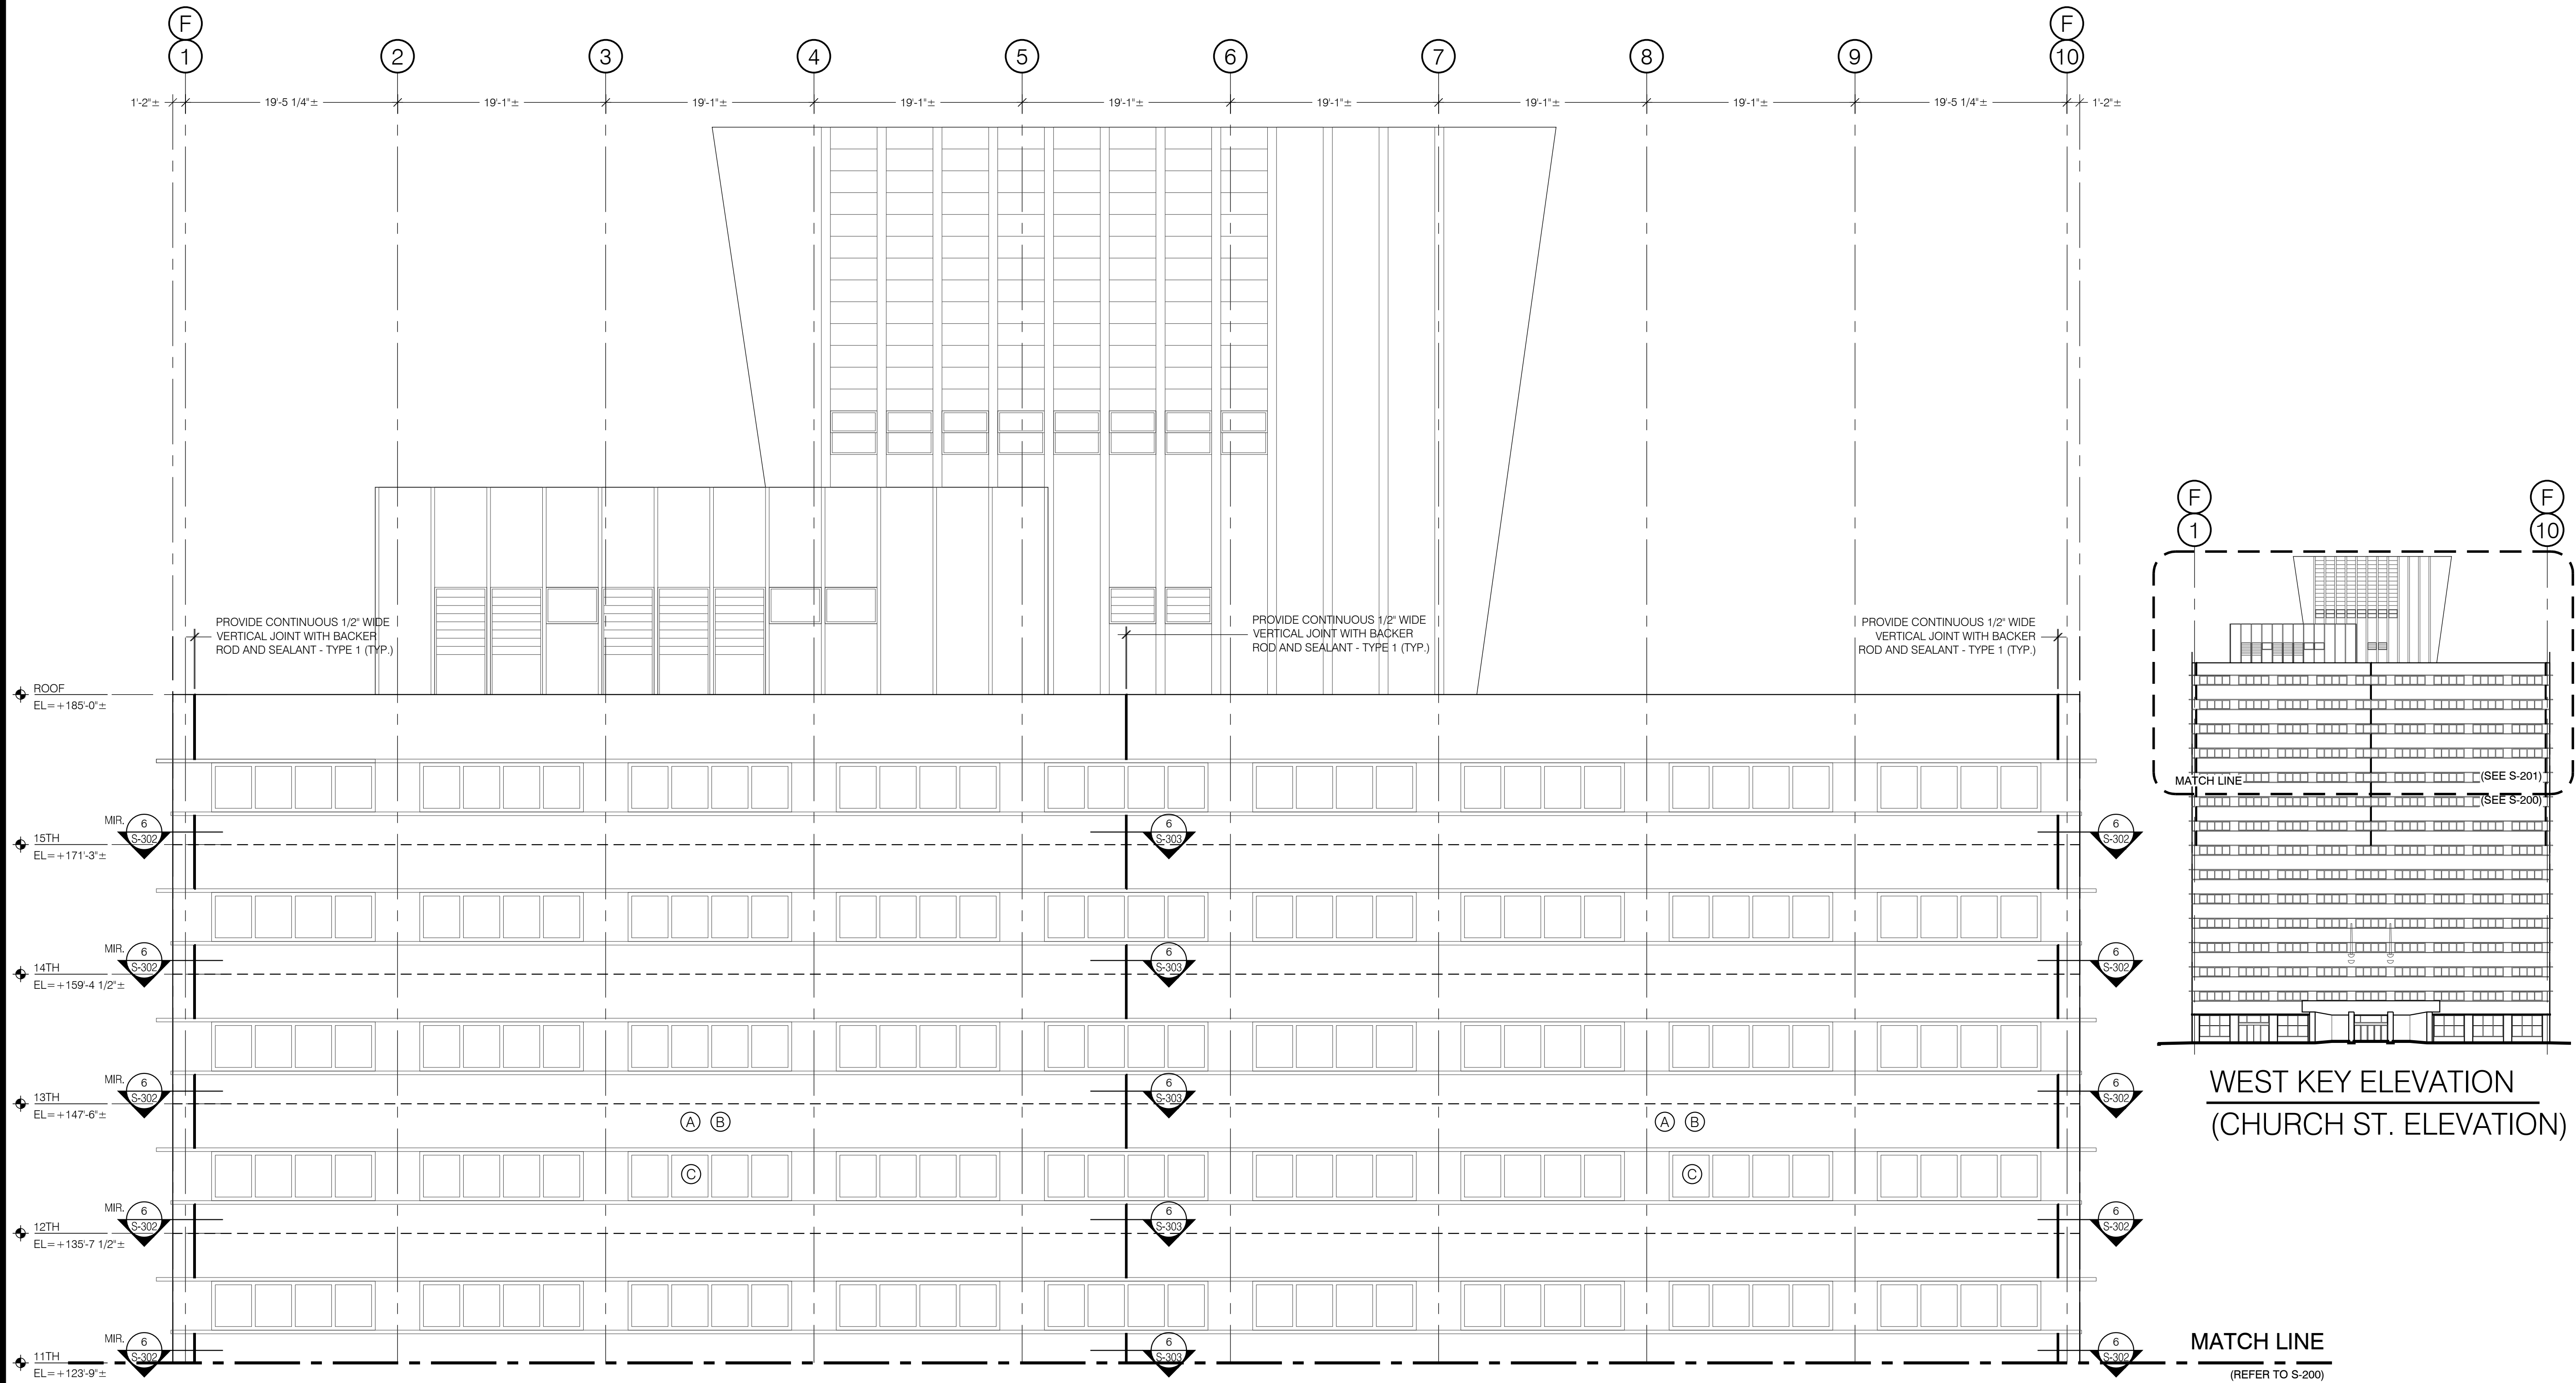 F
F
1
2
3
4
5
6
7
8
9
10
1'-2"±
19'-5 1/4"±
19'-1"±
19'-1"±
19'-1"±
19'-1"±
19'-1"±
19'-1"±
19'-1"±
19'-5 1/4"±
1'-2"±
F
1
F
10
PROVIDE CONTINUOUS 1/2" WIDE
VERTICAL JOINT WITH BACKER
ROD AND SEALANT - TYPE 1 (TYP.)
PROVIDE CONTINUOUS 1/2" WIDE
VERTICAL JOINT WITH BACKER
ROD AND SEALANT - TYPE 1 (TYP.)
PROVIDE CONTINUOUS 1/2" WIDE
VERTICAL JOINT WITH BACKER
ROD AND SEALANT - TYPE 1 (TYP.)
ROOF
EL=+185'-0"±
MATCH LINE
(SEE S-201)
(SEE S-200)
MIR.
6
S-302
6
S-303
6
S-302
15TH
EL=+171'-3"±
MIR.
6
S-302
6
S-303
6
S-302
14TH
EL=+159'-4 1/2"±
MIR.
6
S-302
6
S-303
6
S-302
13TH
EL=+147'-6"±
A
B
A
B
WEST KEY ELEVATION
(CHURCH ST. ELEVATION)
C
C
MIR.
6
S-302
6
S-303
6
S-302
12TH
EL=+135'-7 1/2"±
MIR.
6
S-302
6
S-303
6
S-302
11TH
EL=+123'-9"±
MATCH LINE
(REFER TO S-200)